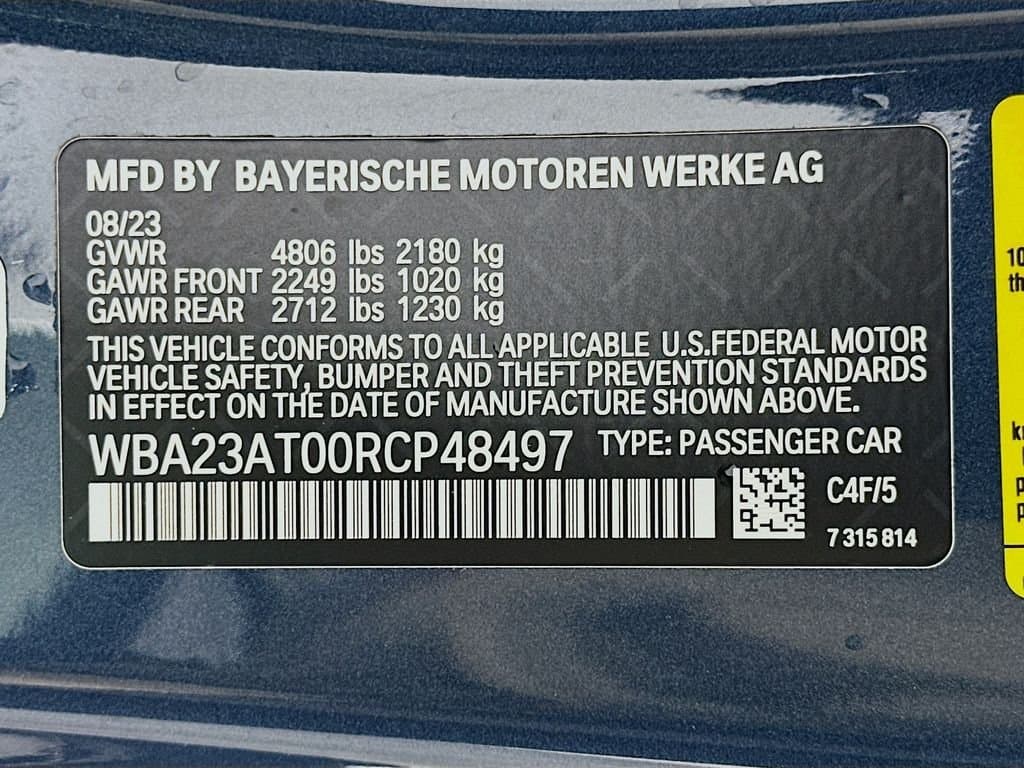 MFD BY BAYERISCHE MOTOREN WERKE AG
08/23
GVWR 4806 lbs 2180 kg
GAWR FRONT 2249 lbs 1020 kg
GAWR REAR 2712 lbs 1230 kg
THIS VEHICLE CONFORMS TO ALL APPLICABLE U.S.FEDERAL MOTOR
VEHICLE SAFETY, BUMPER AND THEFT PREVENTION STANDARDS
IN EFFECT ON THE DATE OF MANUFACTURE SHOWN ABOVE.
WBA23AT00RCP48497 TYPE: PASSENGER CAR
C4F/5
7 315 814
10
th